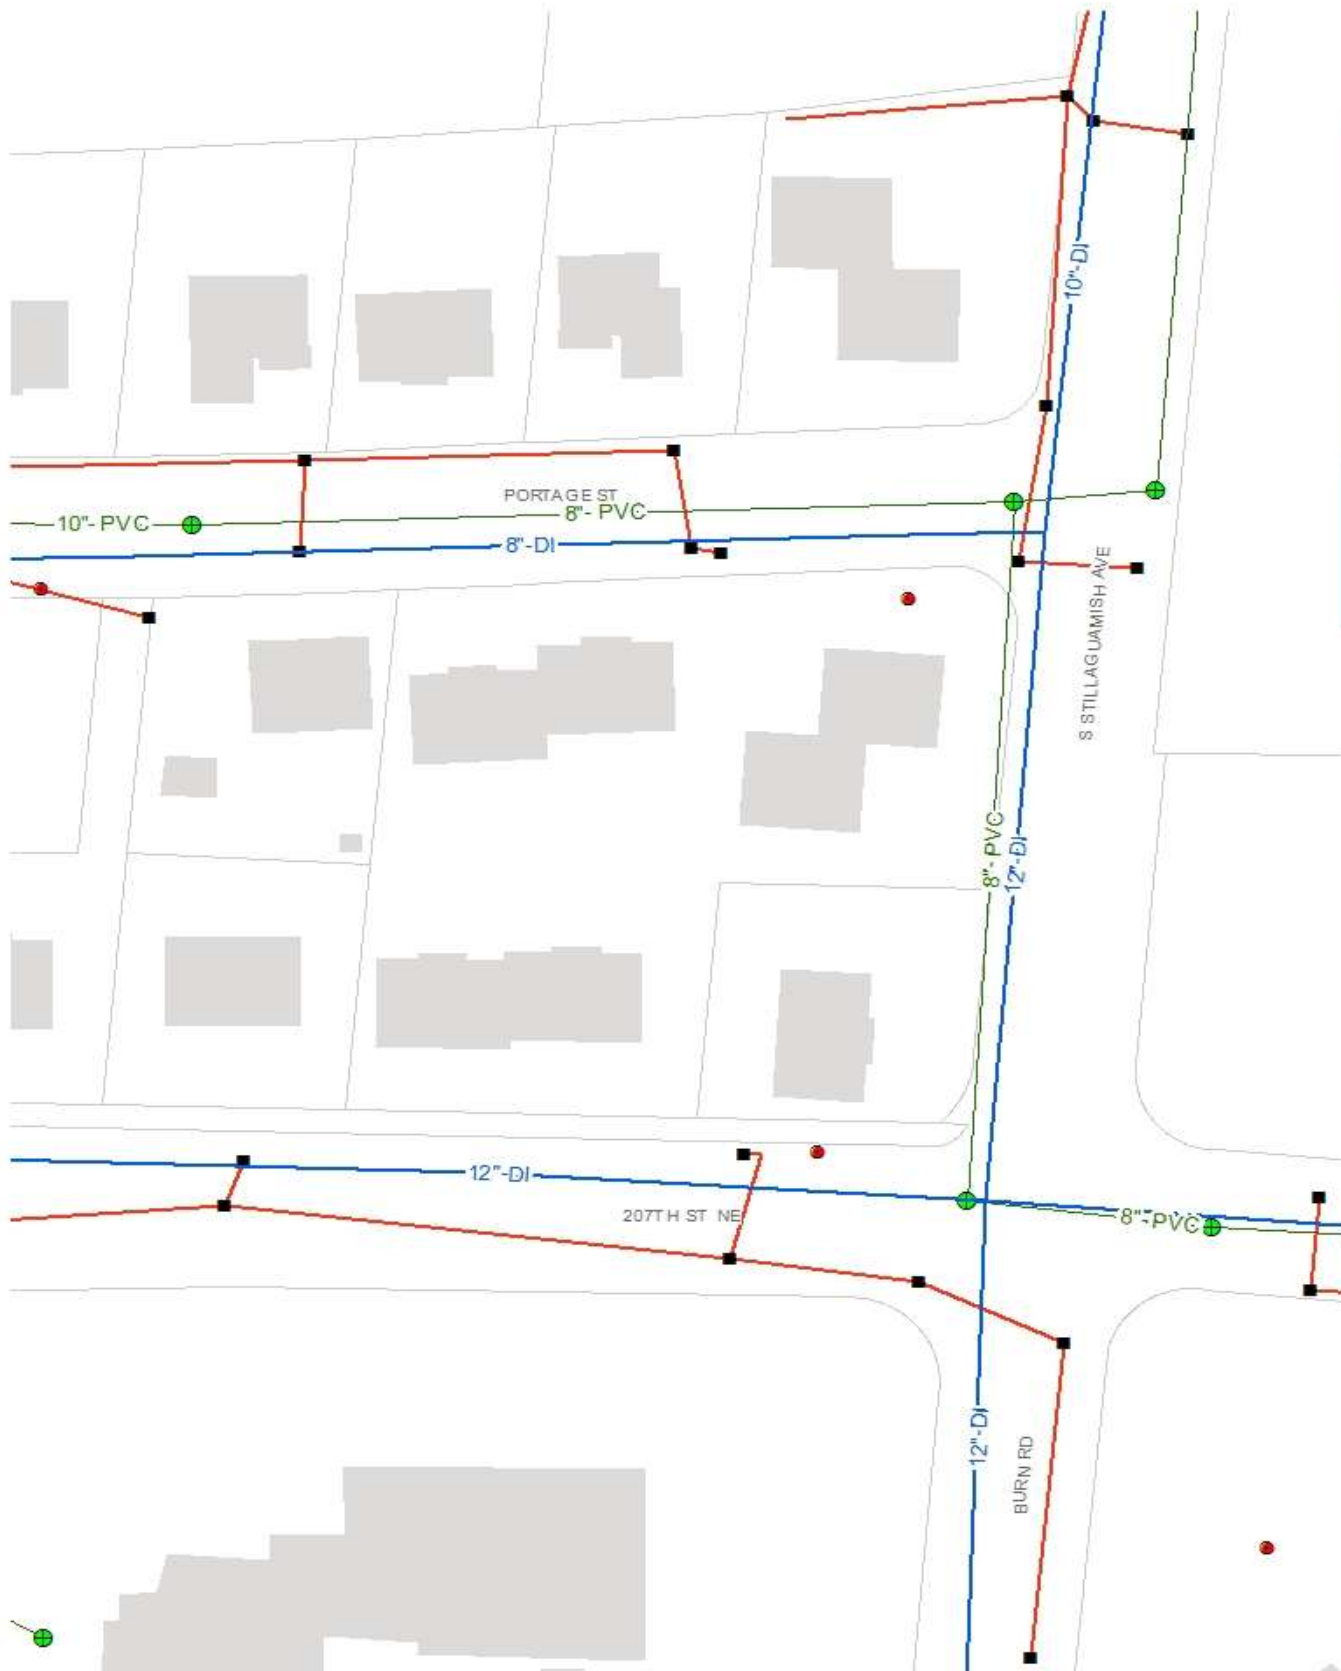 10"-DI
PORTAGE ST
10"- PVC
8"- PVC
8"-DI
S STILLAGUAMISH AVE
8"- PVC
12"-DI
12"-DI
207TH ST NE
8"-PVC
12"-DI
BURN RD